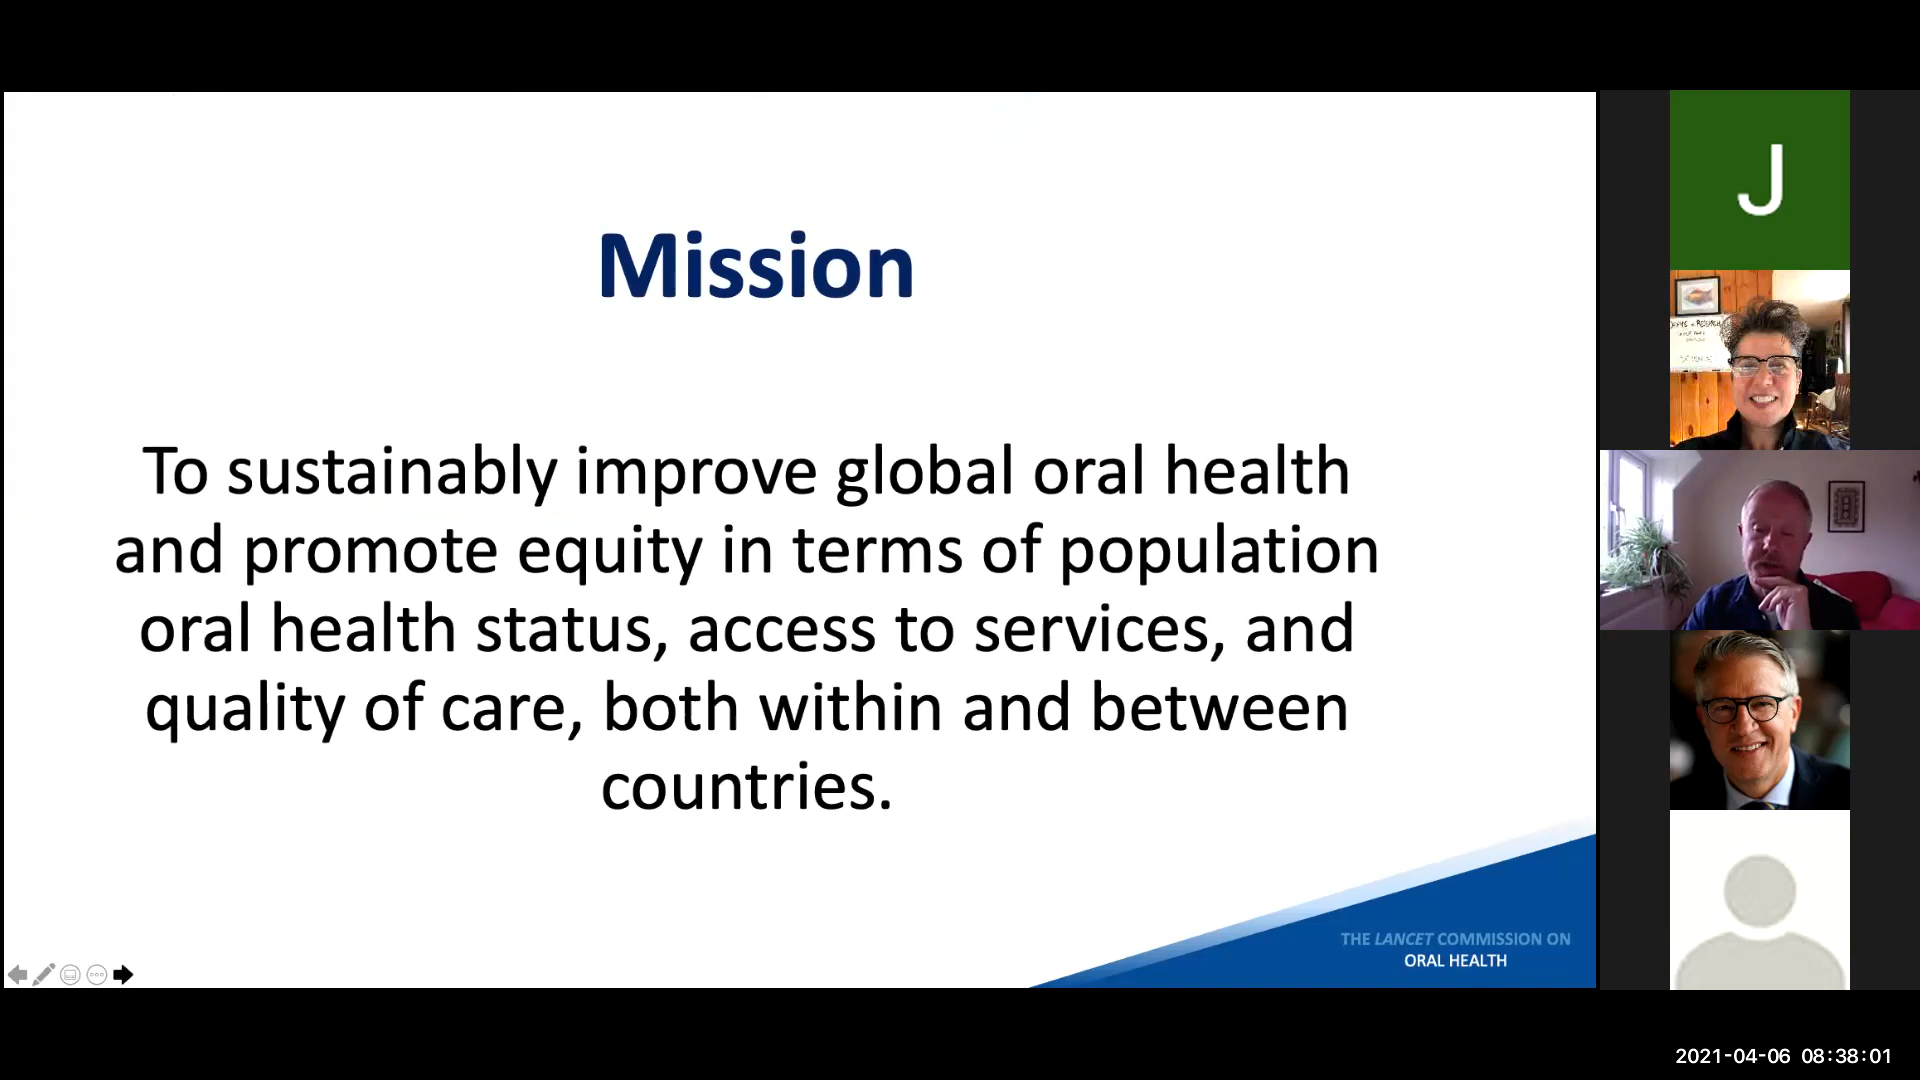 Mission
To sustainably improve global oral health
and promote equity in terms of population
oral health status, access to services, and
quality of care, both within and between
countries.
THE LANCET COMMISSION ON
ORAL HEALTH
J
SCIENCE
2021-04-06 08:38:01